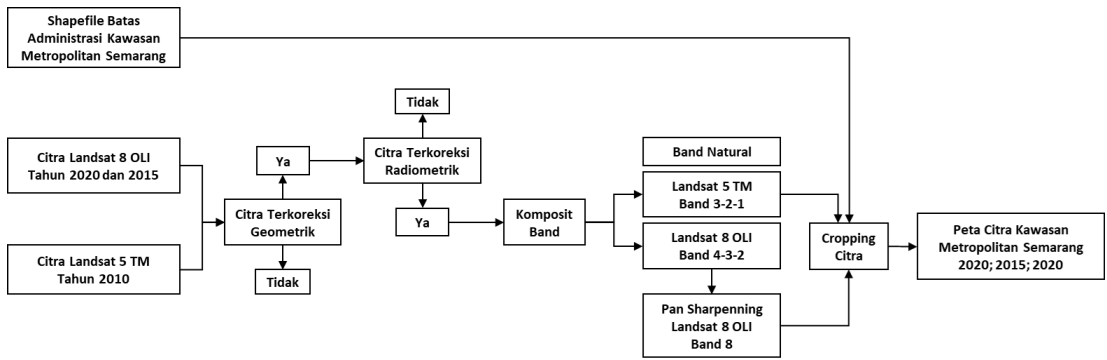 Shapefile Batas
Administrasi Kawasan
Metropolitan Semarang
Tidak
Citra Landsat 8 OLI
Tahun 2020 dan 2015
Ya
Citra Terkoreksi
Radiometrik
Band Natural
Citra Terkoreksi
Geometrik
Ya
Komposit
Band
Landsat 5 TM
Band 3-2-1
Landsat 8 OLI
Band 4-3-2
Cropping
Citra
Peta Citra Kawasan
Metropolitan Semarang
2020; 2015; 2020
Citra Landsat 5 TM
Tahun 2010
Tidak
Pan Sharpenning
Landsat 8 OLI
Band 8